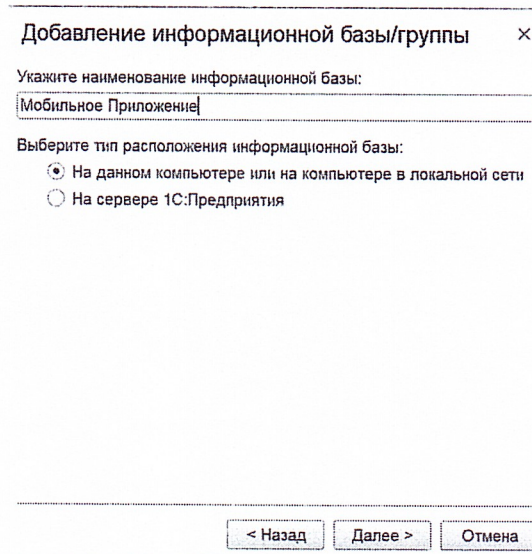 Добавление информационной базы/группы ×
Укажите наименование информационной базы:
Мобильное Приложение
Выберите тип расположения информационной базы:
На данном компьютере или на компьютере в локальной сети
На сервере 1С:Предприятия
< Назад Далее > Отмена